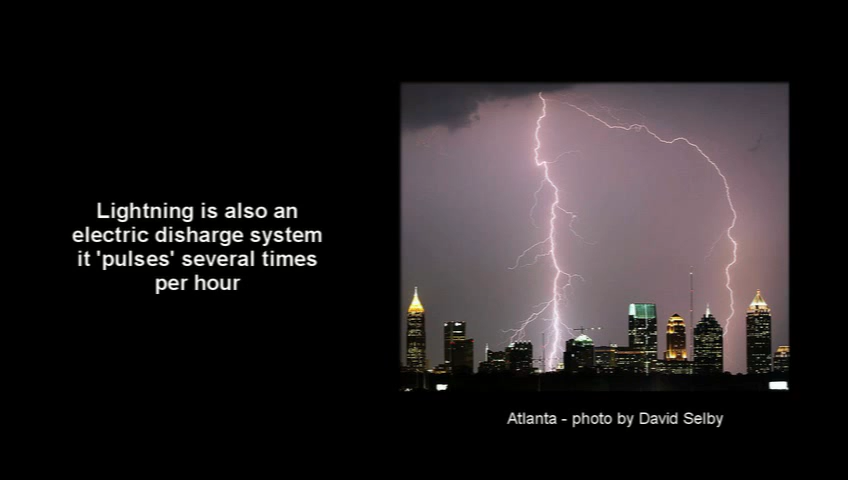 Lightning is also an
electric disharge system
it 'pulses' several times
per hour
Atlanta - photo by David Selby